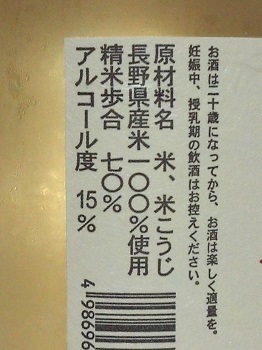 お酒は二十歳になってから、お酒は楽しく適量を。
妊娠中、授乳期の飲酒はお控えください。
原材料名 米、米こうじ
長野県産米一〇〇%使用
精米歩合 七〇%
アルコール度 15%
4 98696